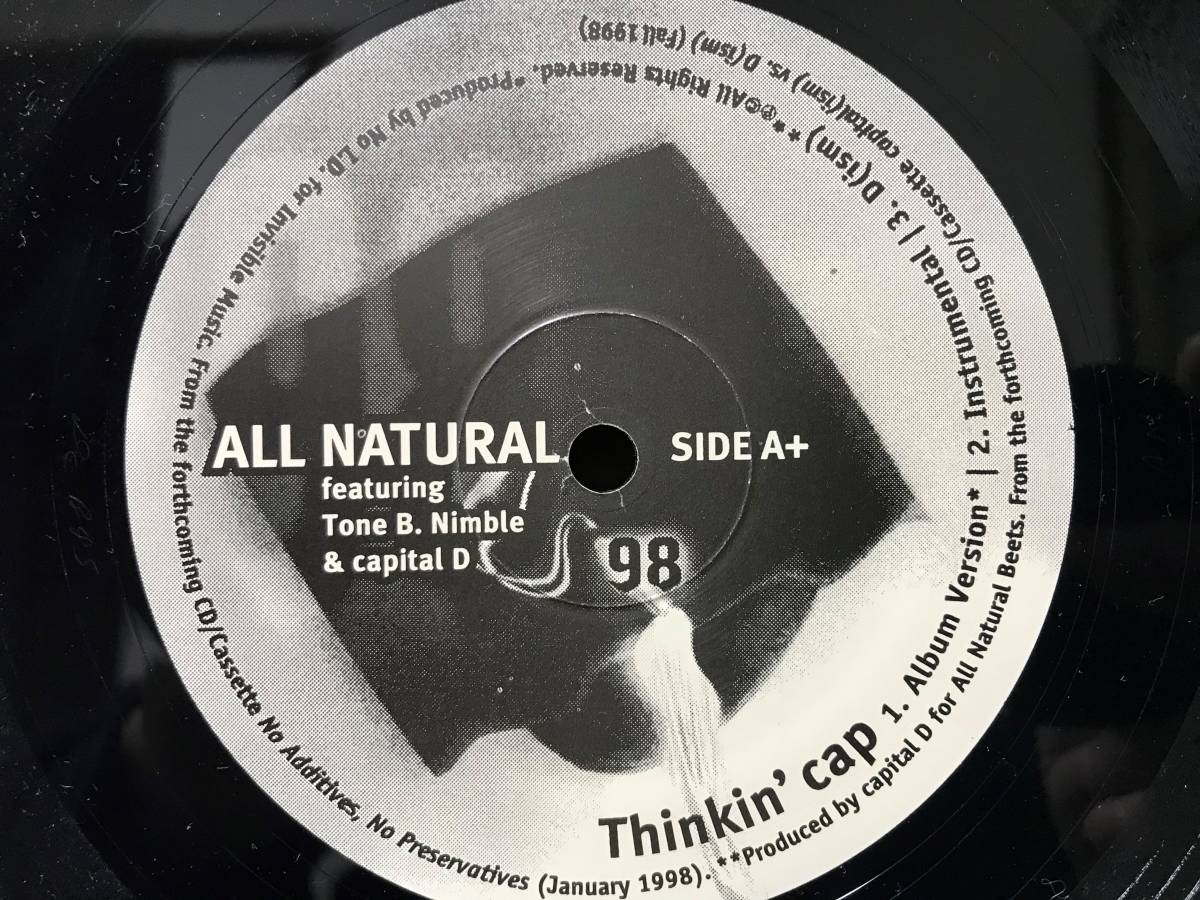 ALL NATURAL
featuring
Tone B. Nimble
& capital D
SIDE A+
98
Thinkin' cap 1. Album Version* | 2. Instrumental | 3. D(ism)**
℗©All Rights Reserved. *Produced by No I.D. for Invisible Music. From the forthcoming CD/Cassette No Additives, No Preservatives (January 1998). **Produced by capital D for All Natural Beets. From the forthcoming CD/Cassette capital(ism) vs. D(ism) (Fall 1998)